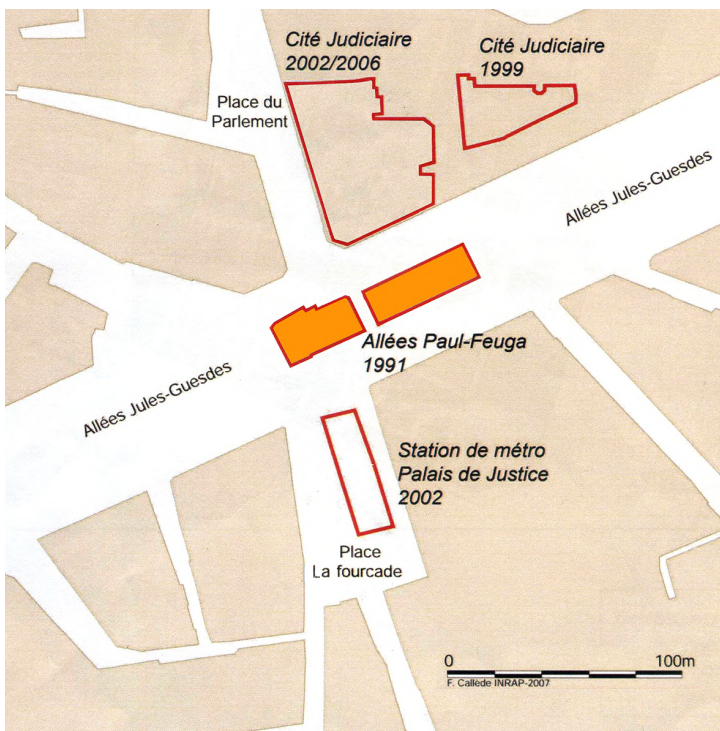 Cité Judiciaire
2002/2006
Cité Judiciaire
1999
Place du
Parlement
Allées Jules-Guesdes
Allées Paul-Feuga
1991
Allées Jules-Guesdes
Station de métro
Palais de Justice
2002
Place
La fourcade
0 100m
F. Callède INRAP-2007